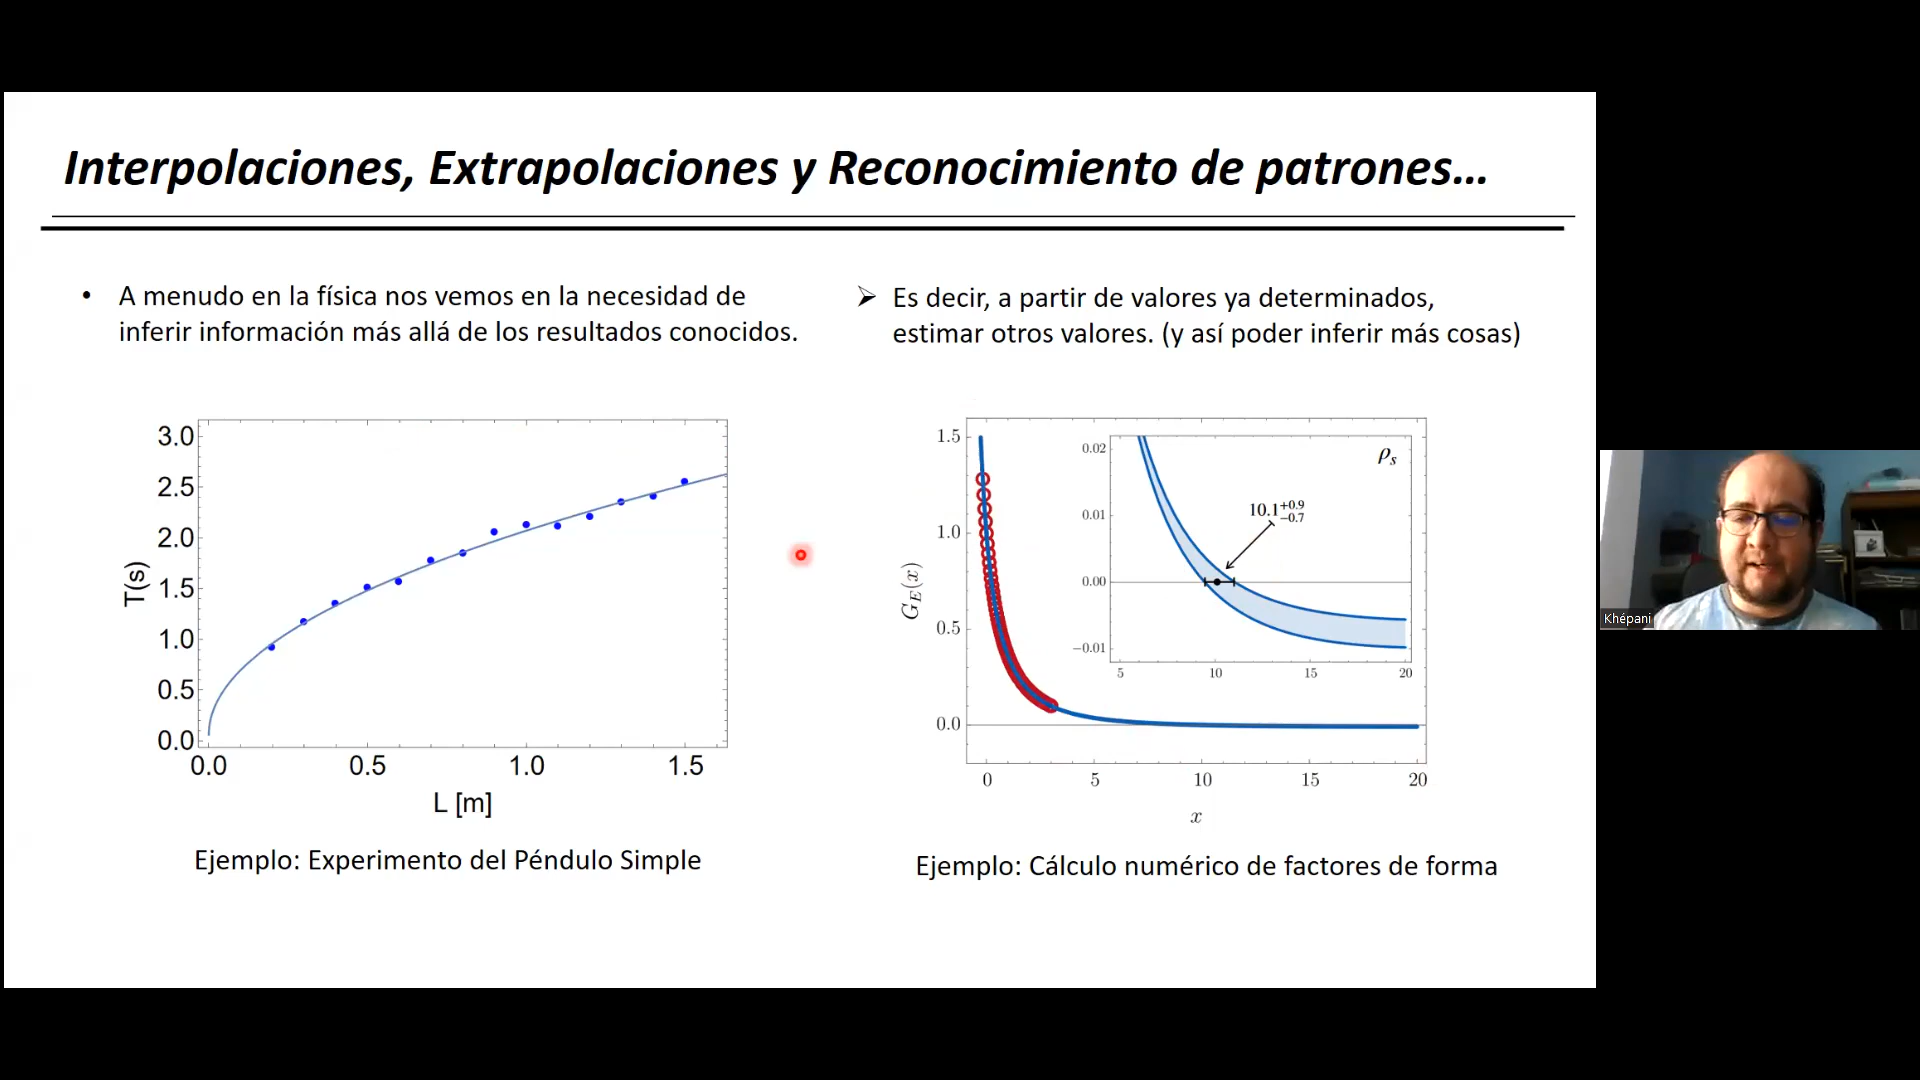 Interpolaciones, Extrapolaciones y Reconocimiento de patrones...
• A menudo en la física nos vemos en la necesidad de
inferir información más allá de los resultados conocidos.
➢ Es decir, a partir de valores ya determinados,
estimar otros valores. (y así poder inferir más cosas)
3.0
2.5
2.0
1.5
1.0
0.5
0.0
T(s)
0.0 0.5 1.0 1.5
L [m]
Ejemplo: Experimento del Péndulo Simple
1.5
1.0
0.5
0.0
G_E(x)
0 5 10 15 20
x
0.02
0.01
0.00
−0.01
5 10 15 20
ρ_s
10.1^{+0.9}_{−0.7}
Ejemplo: Cálculo numérico de factores de forma
Khépani